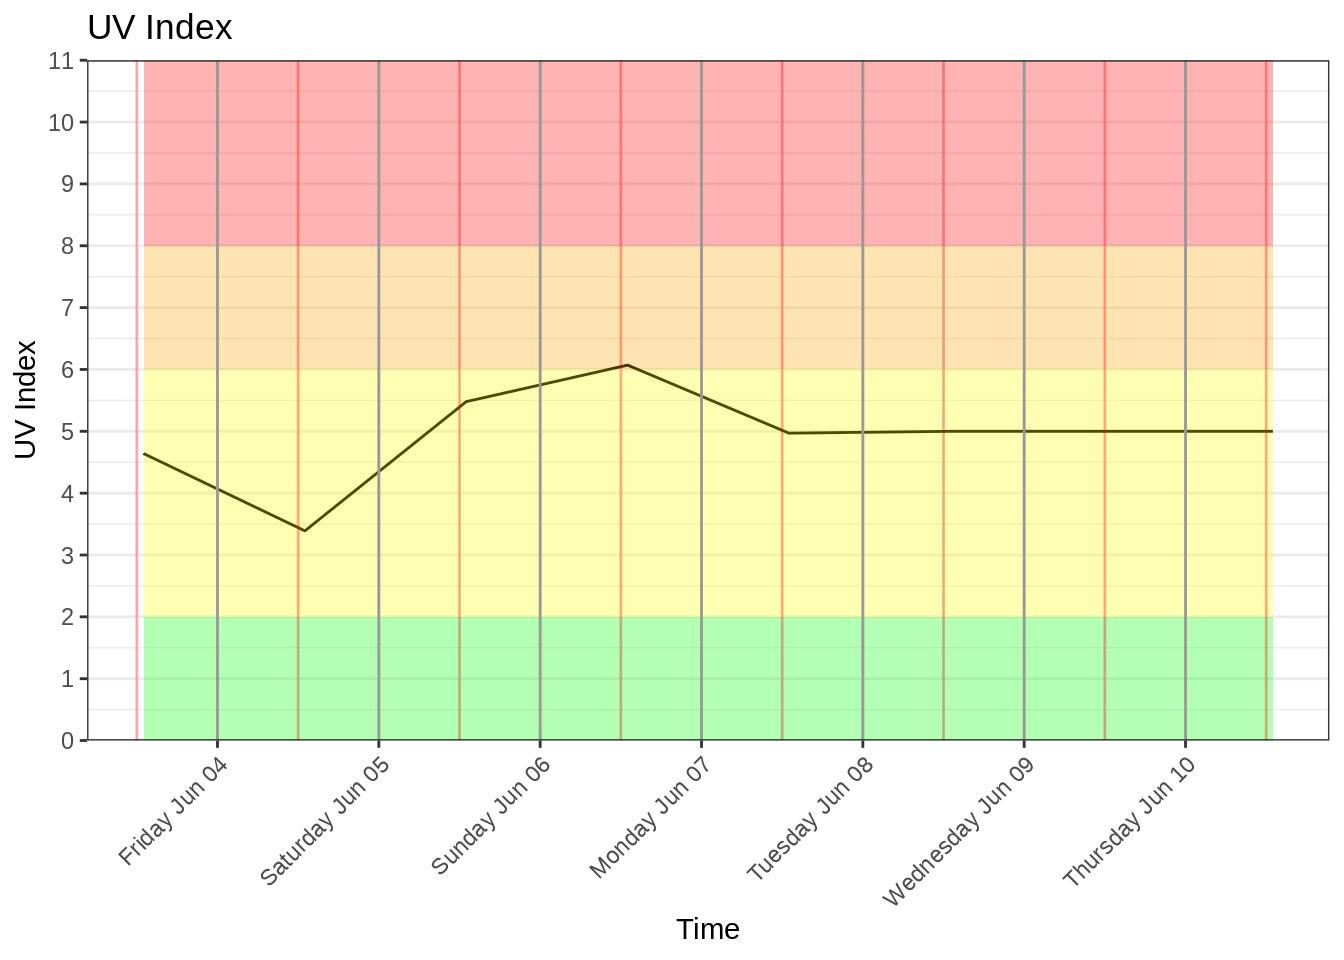 UV Index
11
10
9
8
7
6
5
4
3
2
1
0
UV Index
Friday Jun 04
Saturday Jun 05
Sunday Jun 06
Monday Jun 07
Tuesday Jun 08
Wednesday Jun 09
Thursday Jun 10
Time